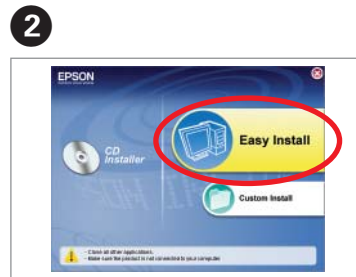 2
EPSON
CD
Installer
Easy Install
Custom Install
- Close all other applications.
- Make sure the product is not connected to your computer